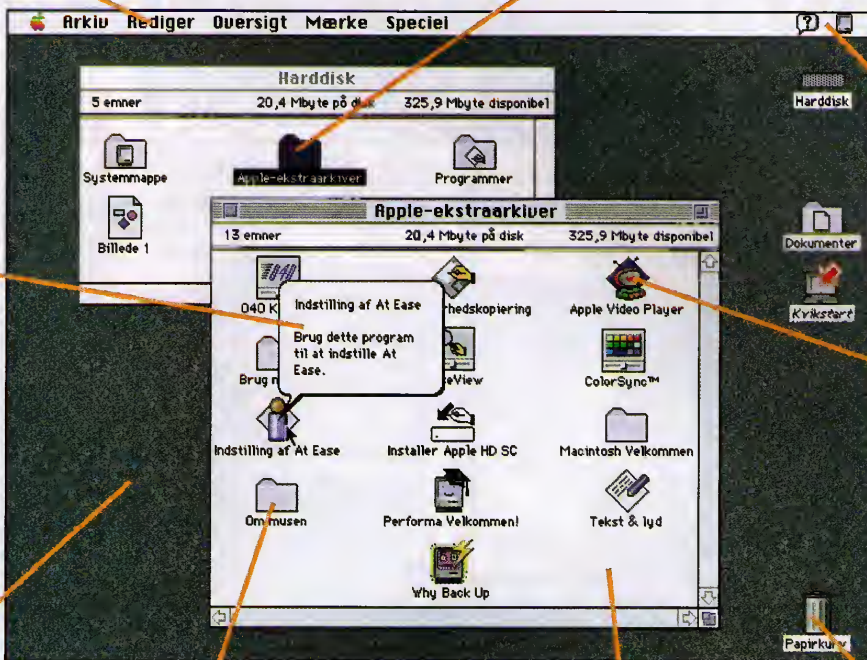 Arkiv Rediger Oversigt Mærke Speciel
Harddisk
5 emner 20,4 Mbyte på disk 325,9 Mbyte disponibel
Systemmappe Apple-ekstraarkiver Programmer
Billede 1
Apple-ekstraarkiver
13 emner 20,4 Mbyte på disk 325,9 Mbyte disponibel
040 Apple Video Player
Indstilling af At Ease
Brug dette program
til at indstille At
Ease.
Brug ColorSync™
Indstilling af At Ease Installer Apple HD SC Macintosh Velkommen
Om musen Performa Velkommen! Tekst & lyd
Why Back Up
Harddisk
Dokumenter
Kvikstart
Papirkurv